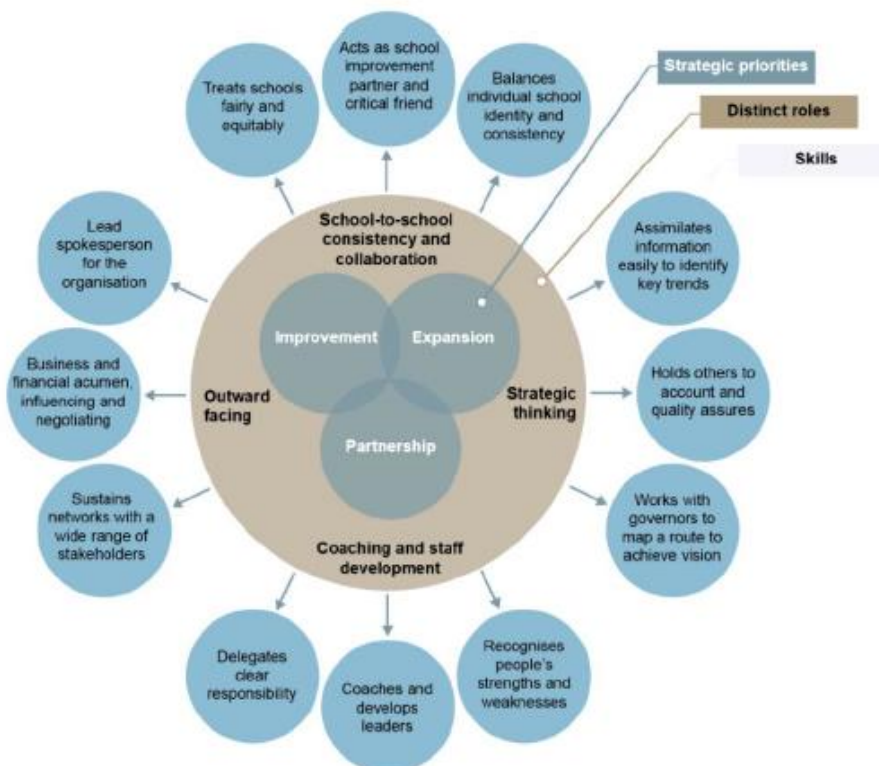 Acts as school
improvement
partner and
critical friend
Treats schools
fairly and
equitably
Balances
individual school
identity and
consistency
Strategic priorities
Distinct roles
Skills
Lead
spokesperson
for the
organisation
School-to-school
consistency and
collaboration
Assimilates
information
easily to identify
key trends
Improvement
Expansion
Business and
financial acumen,
influencing and
negotiating
Outward
facing
Strategic
thinking
Holds others to
account and
quality assures
Partnership
Sustains
networks with a
wide range of
stakeholders
Works with
governors to
map a route to
achieve vision
Coaching and staff
development
Delegates
clear
responsibility
Coaches and
develops
leaders
Recognises
people's
strengths and
weaknesses